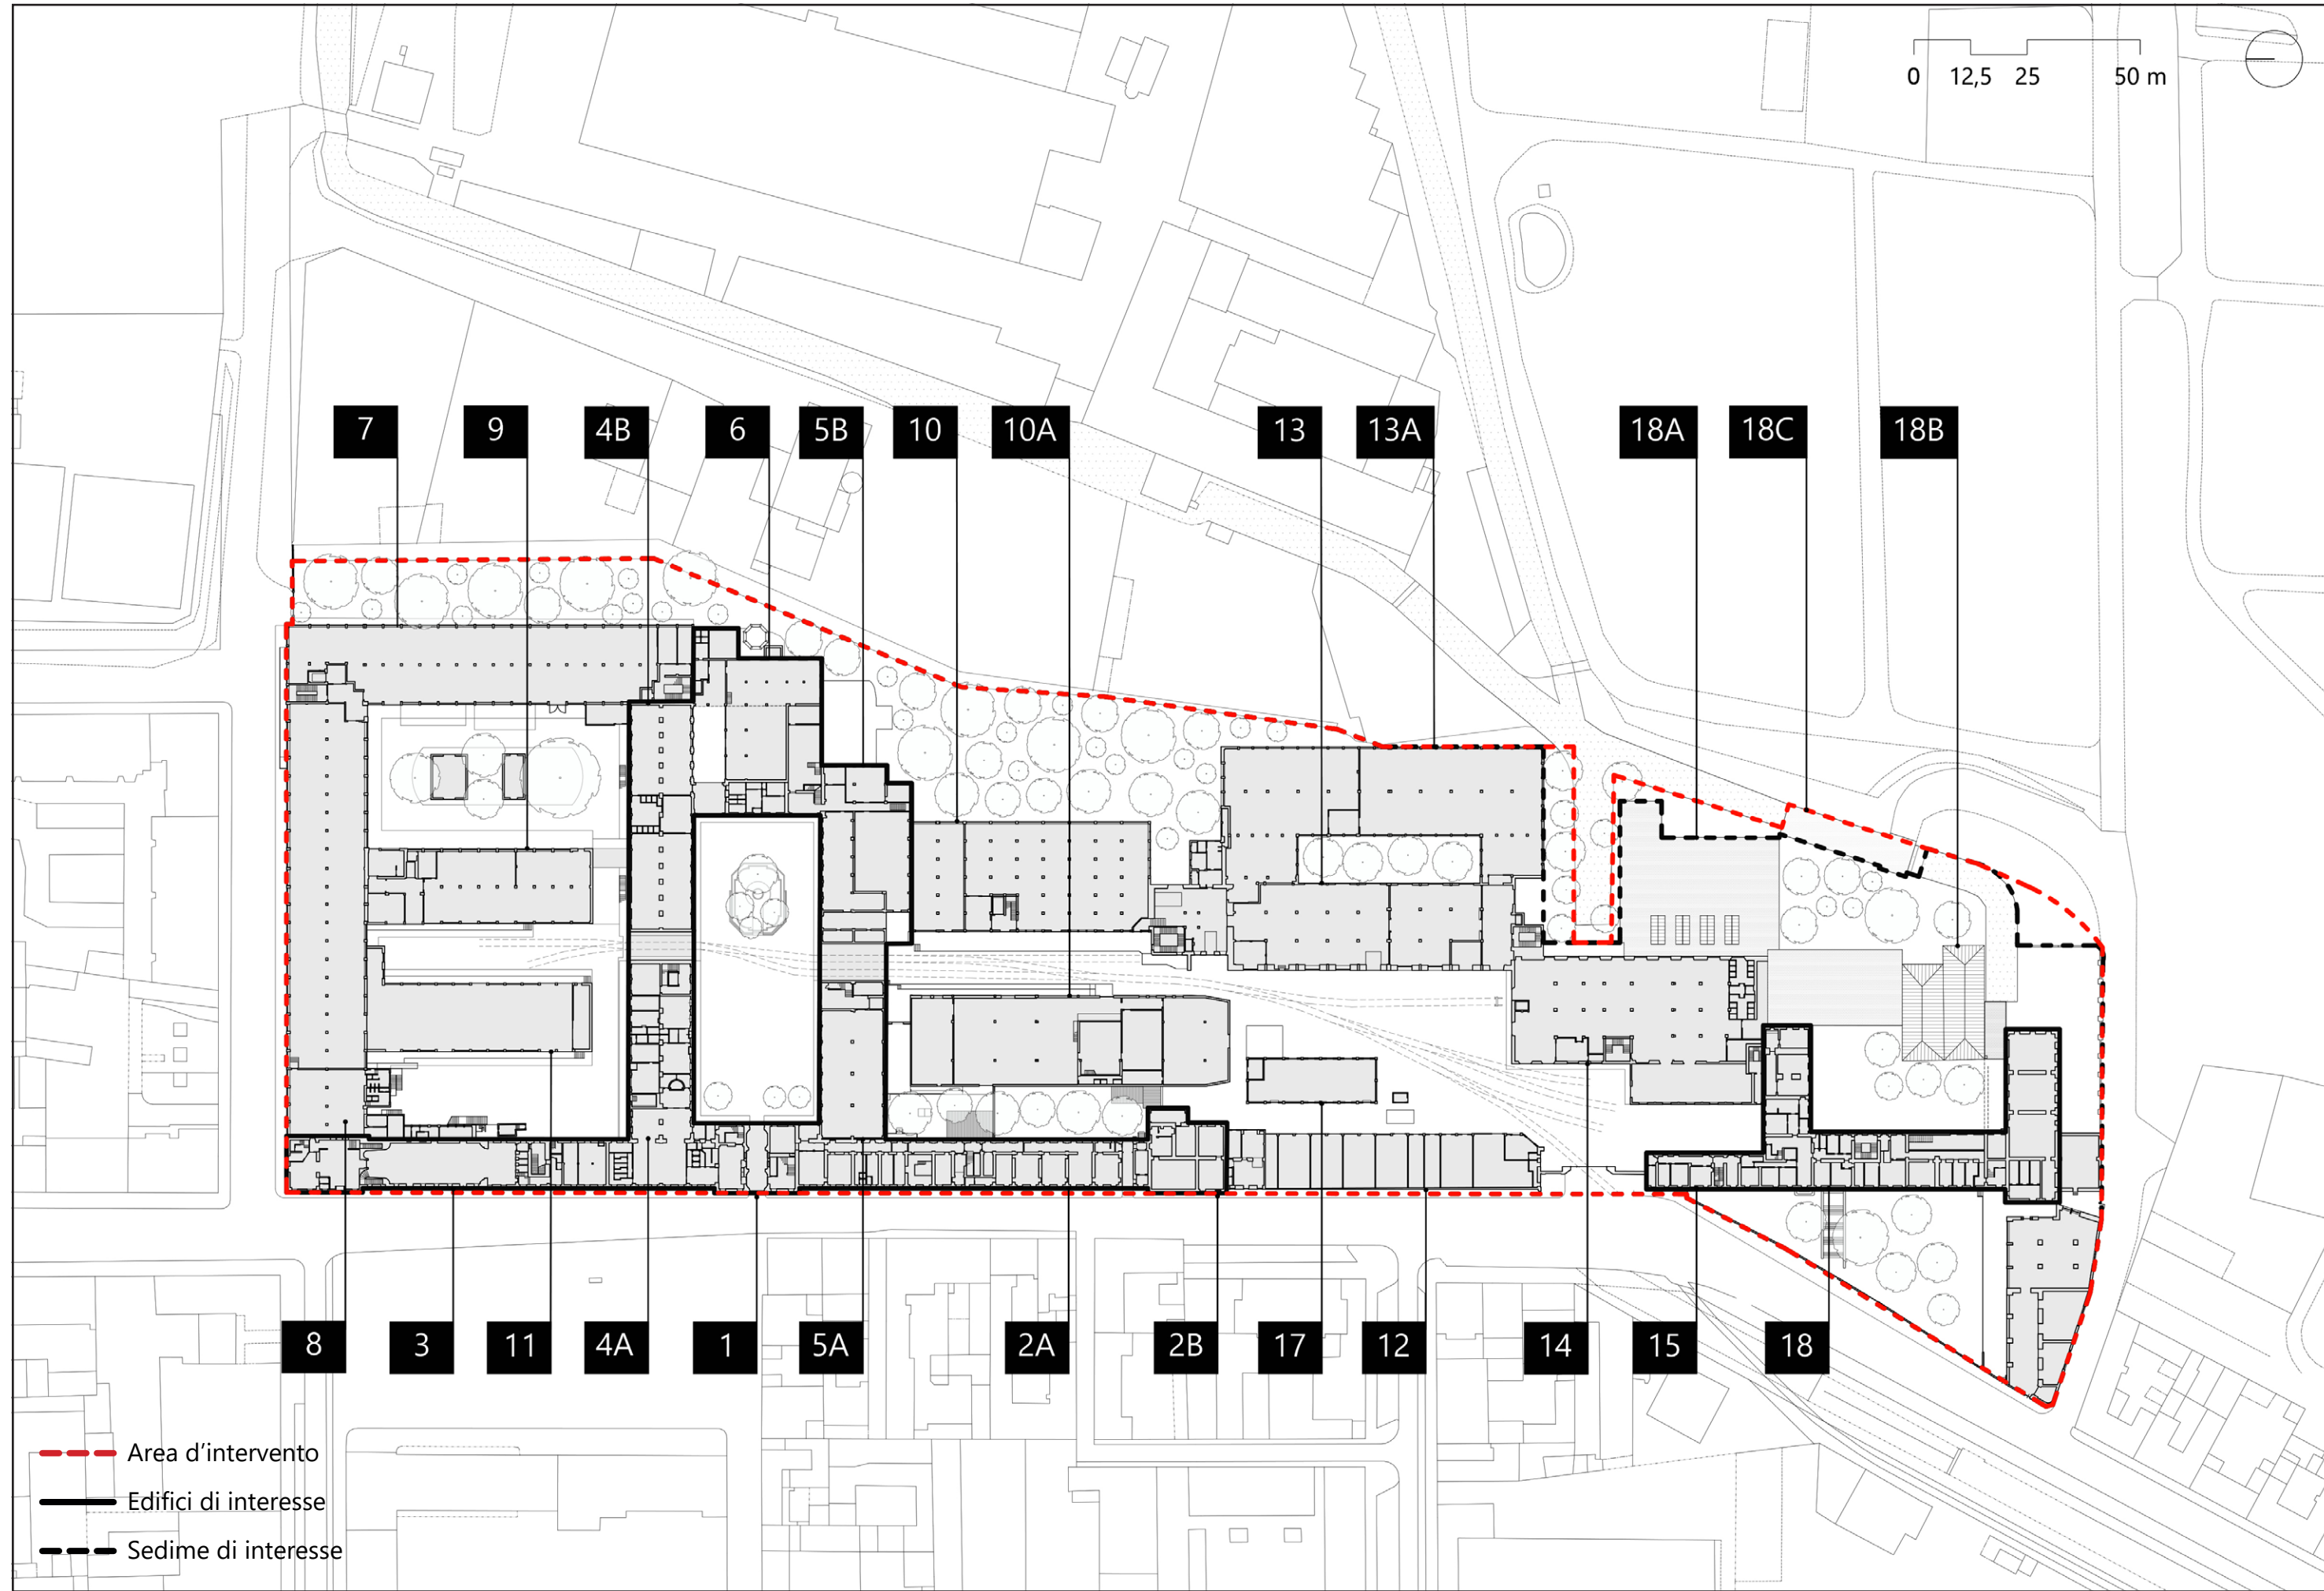 0 12,5 25 50 m
7 9 4B 6 5B 10 10A 13 13A 18A 18C 18B
8 3 11 4A 1 5A 2A 2B 17 12 14 15 18
Area d’intervento
Edifici di interesse
Sedime di interesse